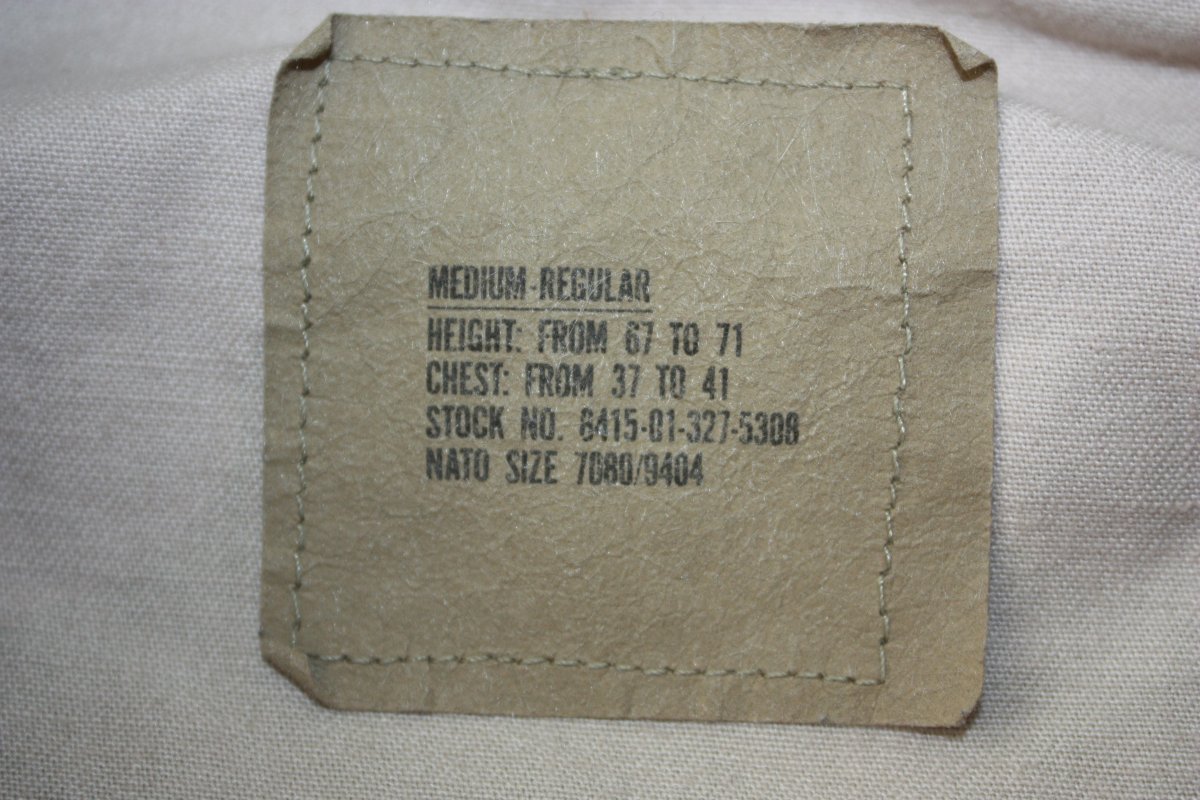 MEDIUM-REGULAR
HEIGHT: FROM 67 TO 71
CHEST: FROM 37 TO 41
STOCK NO. 8415-01-327-5308
NATO SIZE 7080/9404